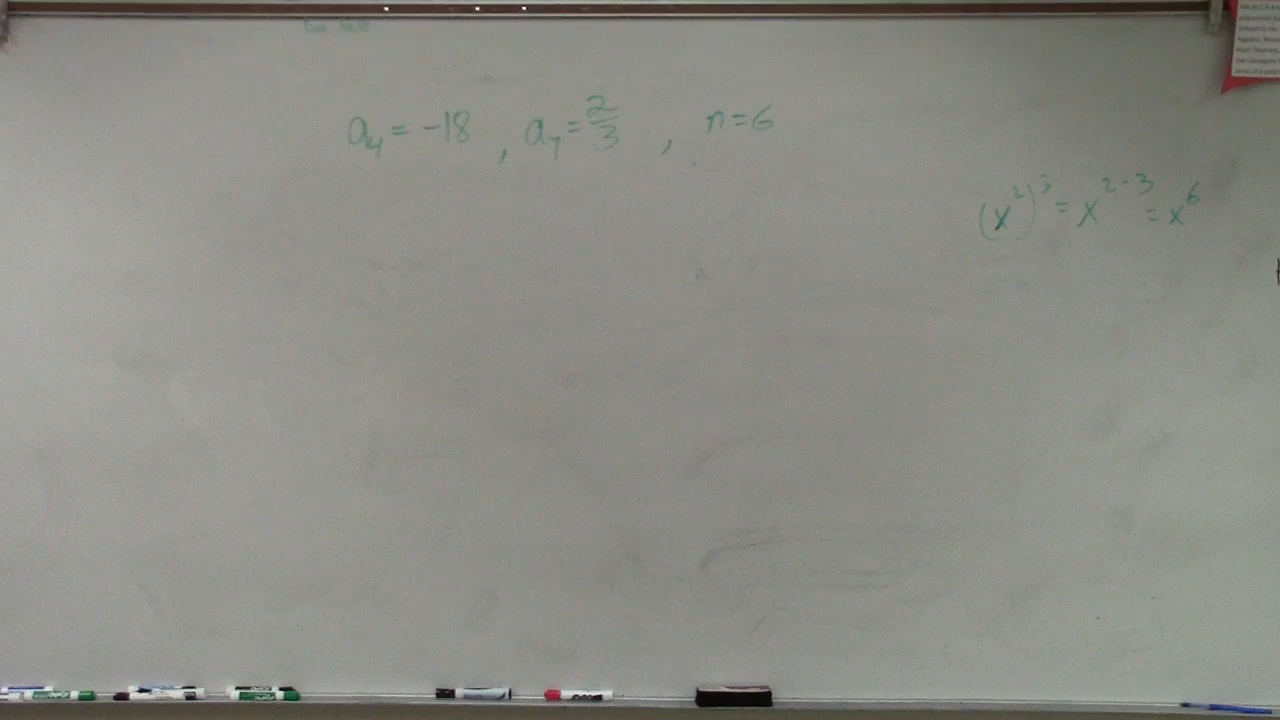 a₄ = -18 , a₇ = 2/3 , n = 6
(x²)³ = x^(2·3) = x⁶